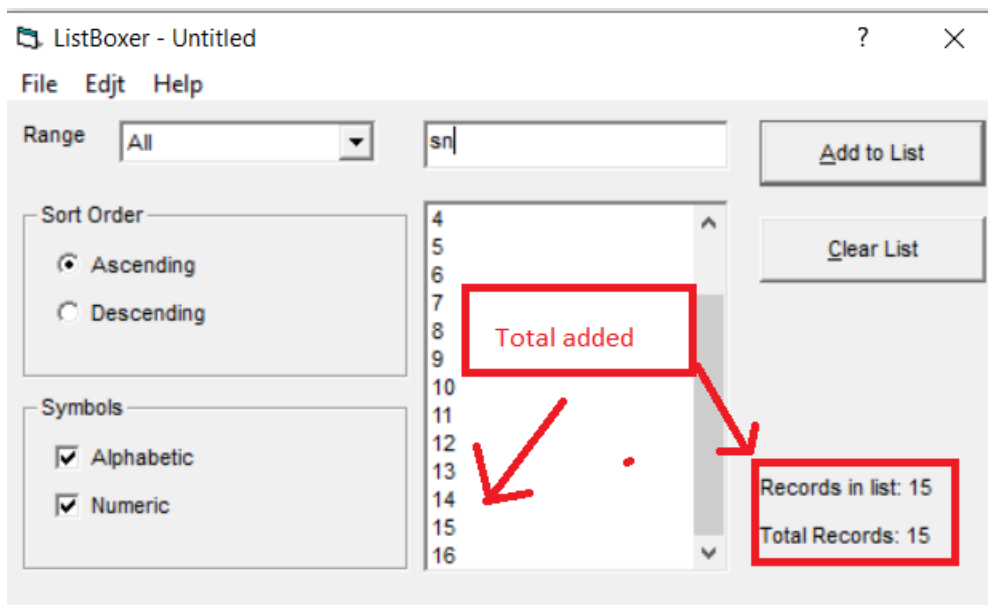 ListBoxer - Untitled
?
File Edjt Help
Range
All
sn
Add to List
Sort Order
Ascending
Descending
4
5
6
7
8
9
10
11
12
13
14
15
16
Total added
Clear List
Symbols
Alphabetic
Numeric
Records in list: 15
Total Records: 15